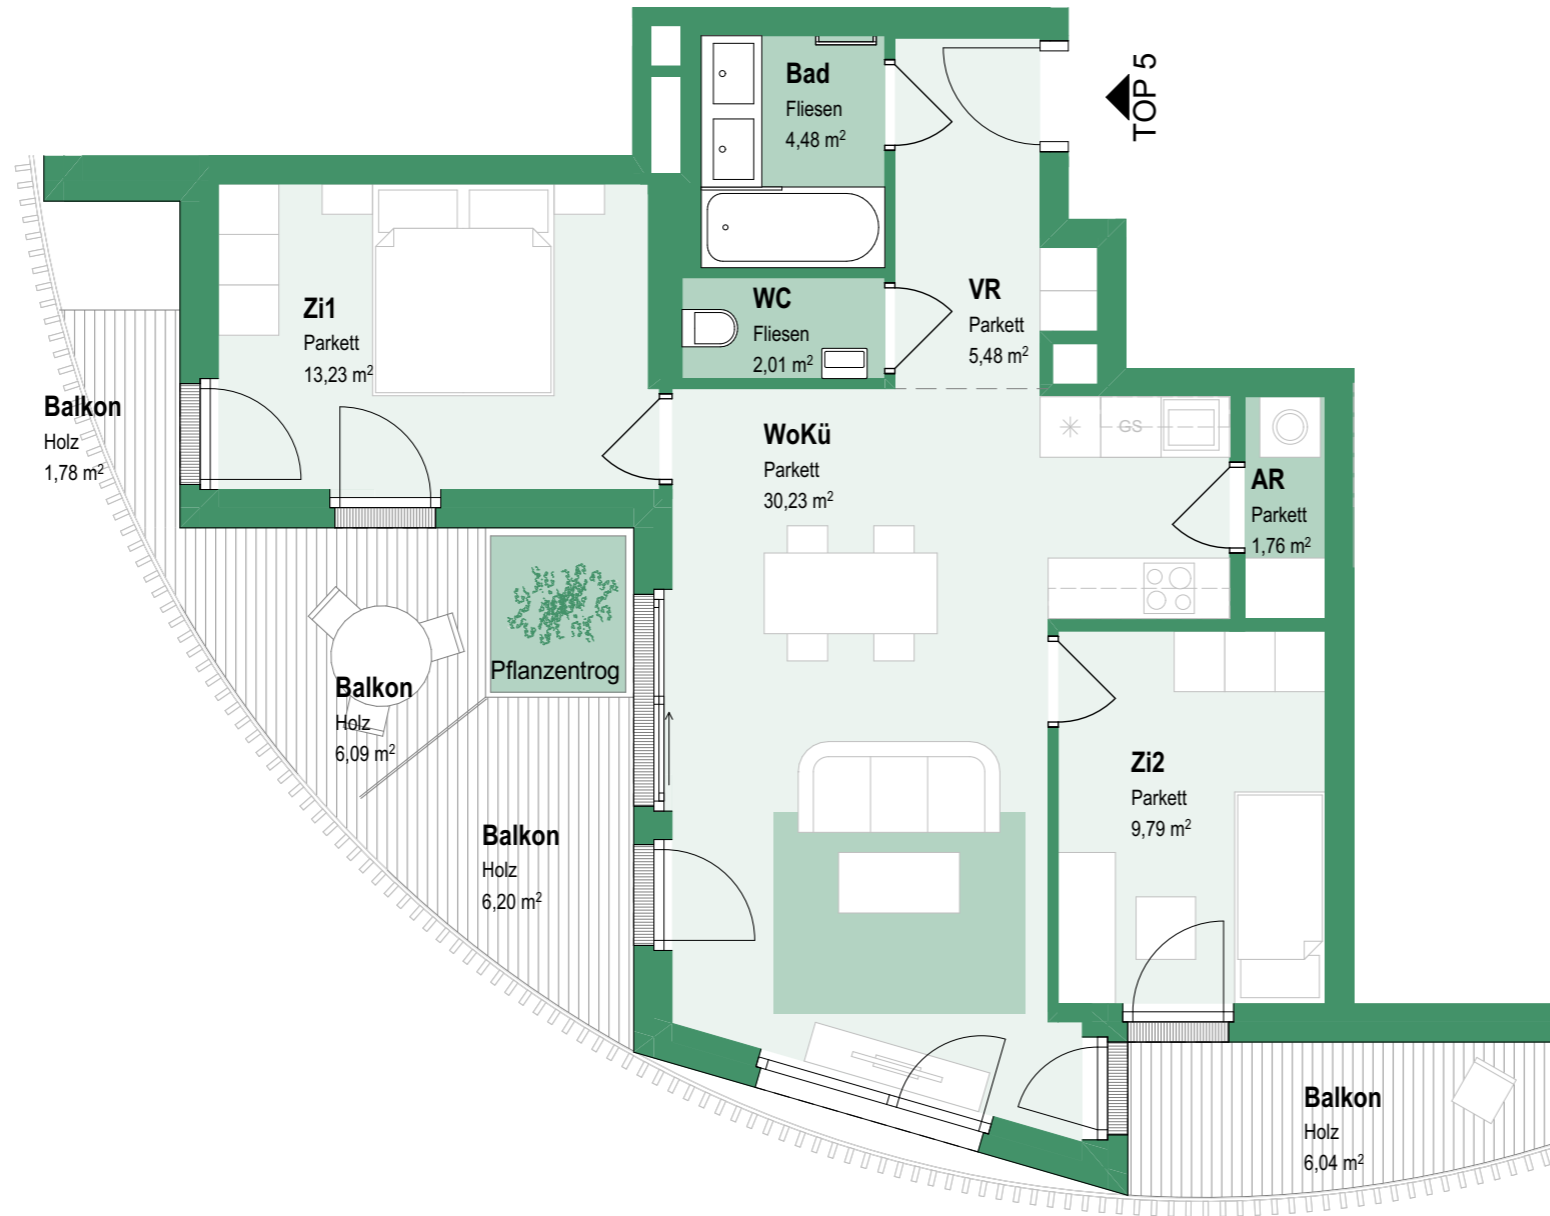 TOP 5
Bad
Fliesen
4,48 m²
Zi1
Parkett
13,23 m²
WC
Fliesen
2,01 m²
VR
Parkett
5,48 m²
Balkon
Holz
1,78 m²
WoKü
Parkett
30,23 m²
GS
AR
Parkett
1,76 m²
Pflanzentrog
Balkon
Holz
6,09 m²
Zi2
Parkett
9,79 m²
Balkon
Holz
6,20 m²
Balkon
Holz
6,04 m²